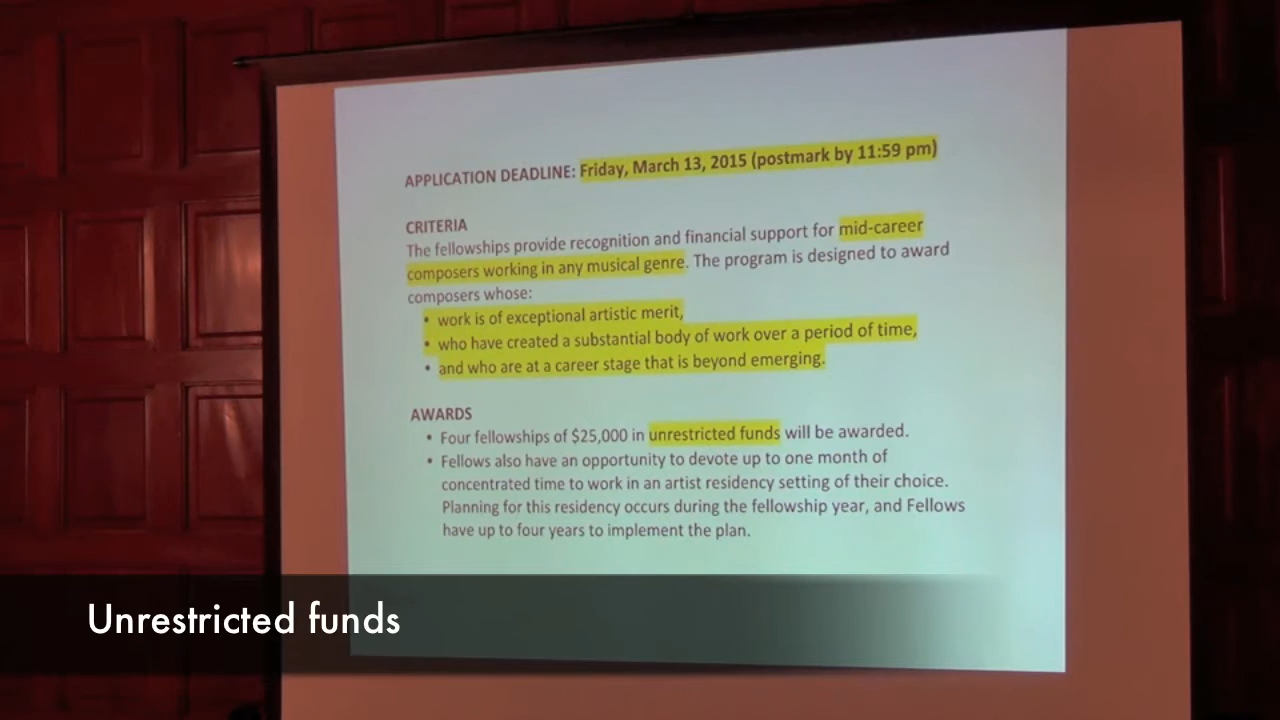 APPLICATION DEADLINE: Friday, March 13, 2015 (postmark by 11:59 pm)
CRITERIA
The fellowships provide recognition and financial support for mid-career
composers working in any musical genre. The program is designed to award
composers whose:
• work is of exceptional artistic merit,
• who have created a substantial body of work over a period of time,
• and who are at a career stage that is beyond emerging.
AWARDS
• Four fellowships of $25,000 in unrestricted funds will be awarded.
• Fellows also have an opportunity to devote up to one month of
concentrated time to work in an artist residency setting of their choice.
Planning for this residency occurs during the fellowship year, and Fellows
have up to four years to implement the plan.
Unrestricted funds